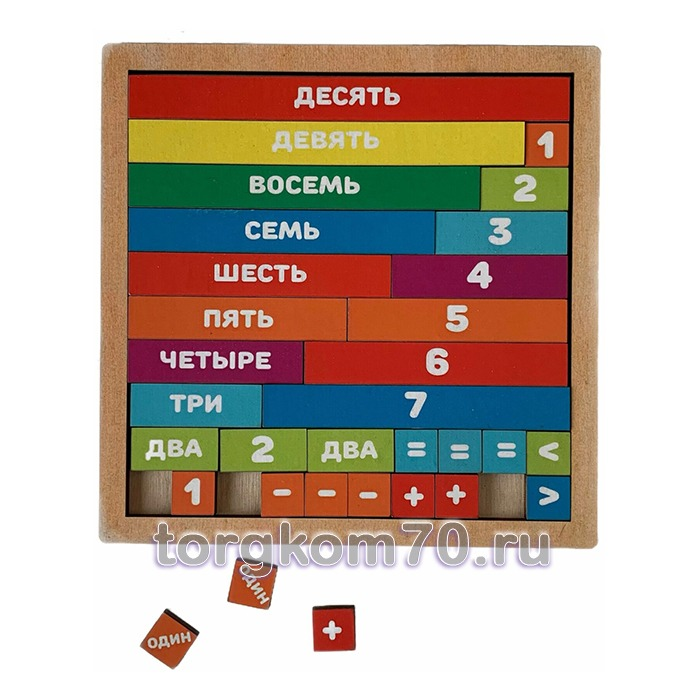 ДЕСЯТЬ
ДЕВЯТЬ 1
ВОСЕМЬ 2
СЕМЬ 3
ШЕСТЬ 4
ПЯТЬ 5
ЧЕТЫРЕ 6
ТРИ 7
ДВА 2 ДВА = = = <
1 - - - + + >
torgkom70.ru
ОДИН
ОДИН +